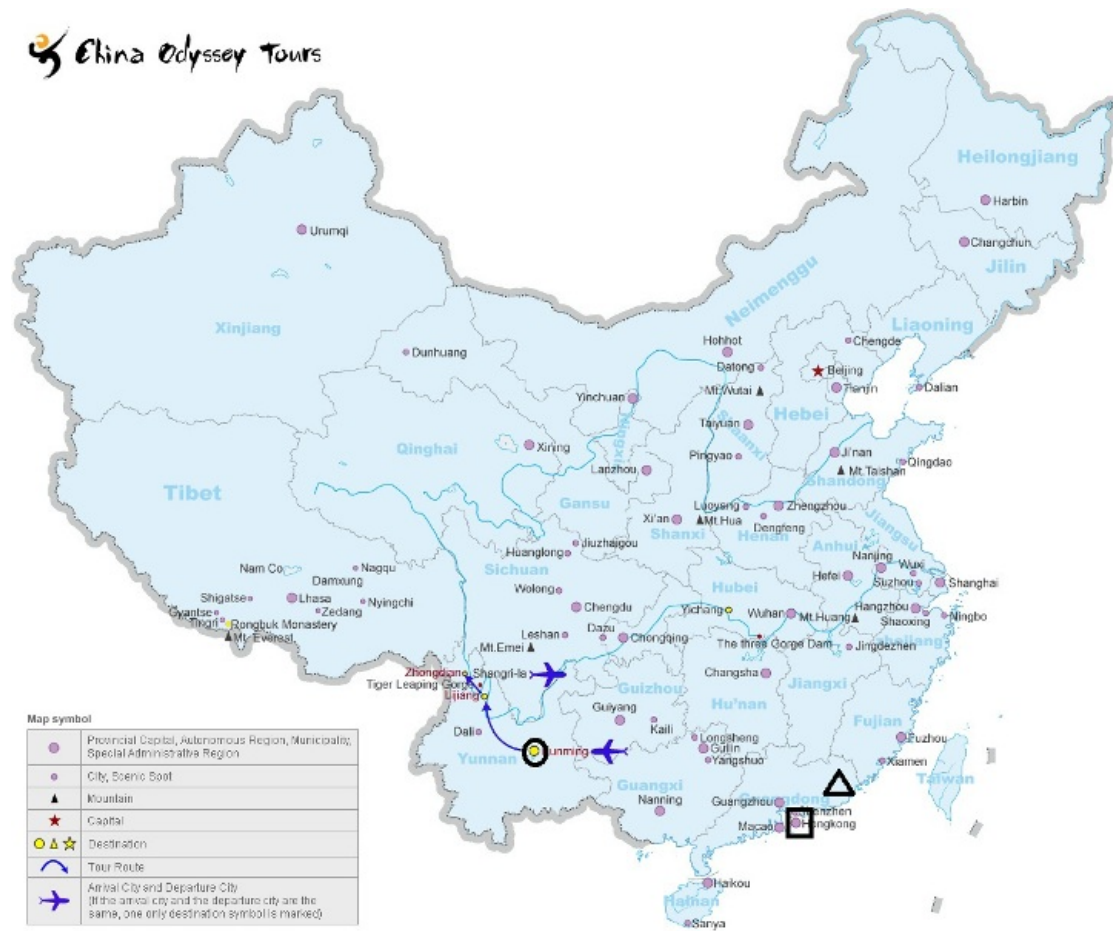 China Odyssey Tours
Heilongjiang
Harbin
Changchun
Jilin
Urumqi
Neimenggu
Liaoning
Xinjiang
Hohhot
Chengde
Dunhuang
Datong
Beijing
Mt.Wutai
Tianjin
Dalian
Yinchuan
Hebei
Taiyuan
Shaanxi
Qinghai
Xining
Pingyao
Ji'nan
Qingdao
Lanzhou
Mt.Taishan
Shandong
Tibet
Gansu
Luoyang
Zhengzhou
Xi'an
Mt.Hua
Dengfeng
Jiangsu
Shanxi
Henan
Anhui
Jiuzhaigou
Huanglong
Nanjing
Wuxi
Sichuan
Nam Co
Nagqu
Hefei
Suzhou
Shanghai
Damxung
Hubei
Wolong
Shigatse
Lhasa
Nyingchi
Chengdu
Yichang
Wuhan
Hangzhou
Gyantse
Zedang
Mt.Huang
Shaoxing
Ningbo
Tingri
Rongbuk Monastery
Mt. Everest
Leshan
Dazu
Chongqing
The three Gorge Dam
Jingdezhen
Mt.Emei
Zhongdian
Shangri-la
Changsha
Tiger Leaping Gorge
Guizhou
Jiangxi
Lijiang
Hu'nan
Guiyang
Kaili
Fujian
Dali
Longsheng
Fuzhou
Yunnan
Guilin
Yangshuo
Xiamen
Taiwan
Guangxi
Nanning
Guangzhou
Macao
Hongkong
Haikou
Hainan
Sanya
Map symbol
Provincial Capital, Autonomous Region, Municipality,
Special Administrative Region
City, Scenic Spot
Mountain
Capital
Destination
Tour Route
Arrival City and Departure City
(If the arrival city and the departure city are the
same, one only destination symbol is marked)